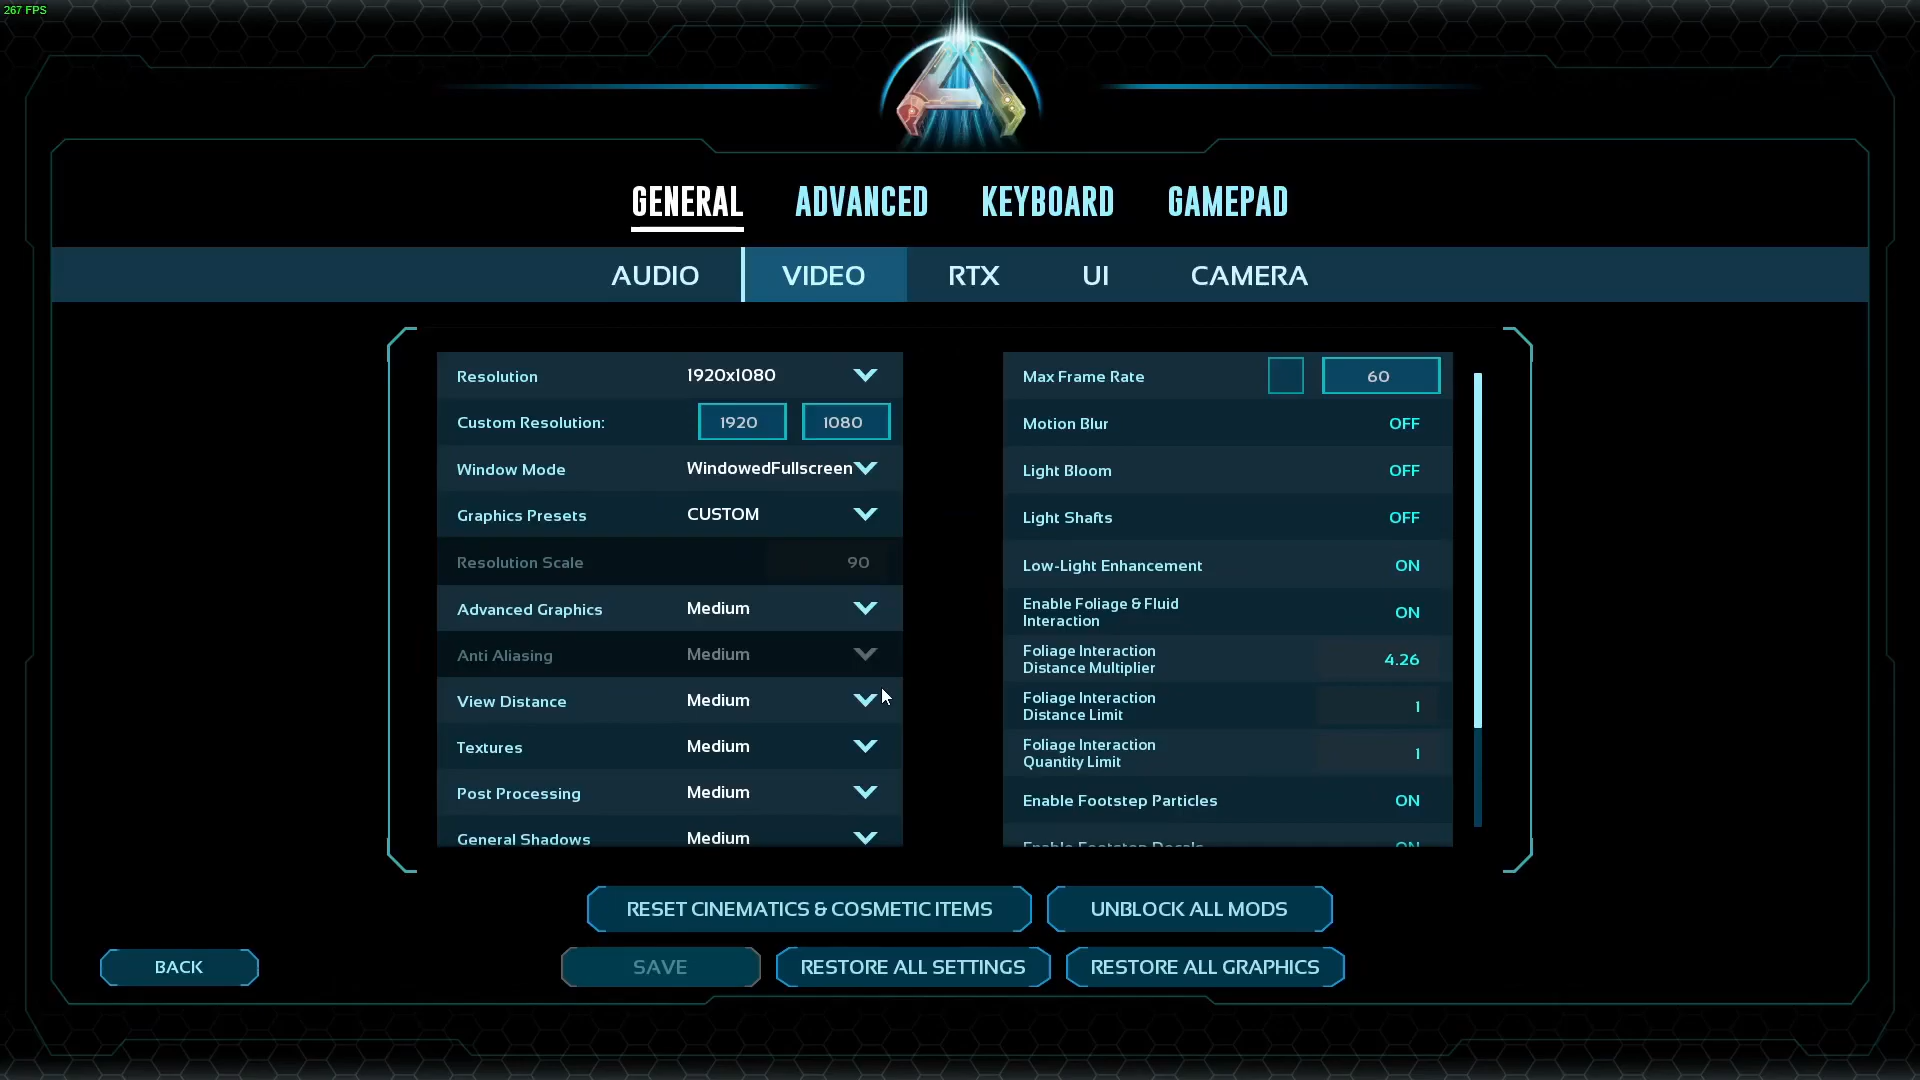 267 FPS
GENERAL ADVANCED KEYBOARD GAMEPAD
AUDIO VIDEO RTX UI CAMERA
Resolution 1920x1080
Custom Resolution: 1920 1080
Window Mode WindowedFullscreen
Graphics Presets CUSTOM
Resolution Scale 90
Advanced Graphics Medium
Anti Aliasing Medium
View Distance Medium
Textures Medium
Post Processing Medium
General Shadows Medium
Max Frame Rate 60
Motion Blur OFF
Light Bloom OFF
Light Shafts OFF
Low-Light Enhancement ON
Enable Foliage & Fluid
Interaction ON
Foliage Interaction
Distance Multiplier 4.26
Foliage Interaction
Distance Limit 1
Foliage Interaction
Quantity Limit 1
Enable Footstep Particles ON
Enable Footstep Decals ON
RESET CINEMATICS & COSMETIC ITEMS UNBLOCK ALL MODS
BACK SAVE RESTORE ALL SETTINGS RESTORE ALL GRAPHICS